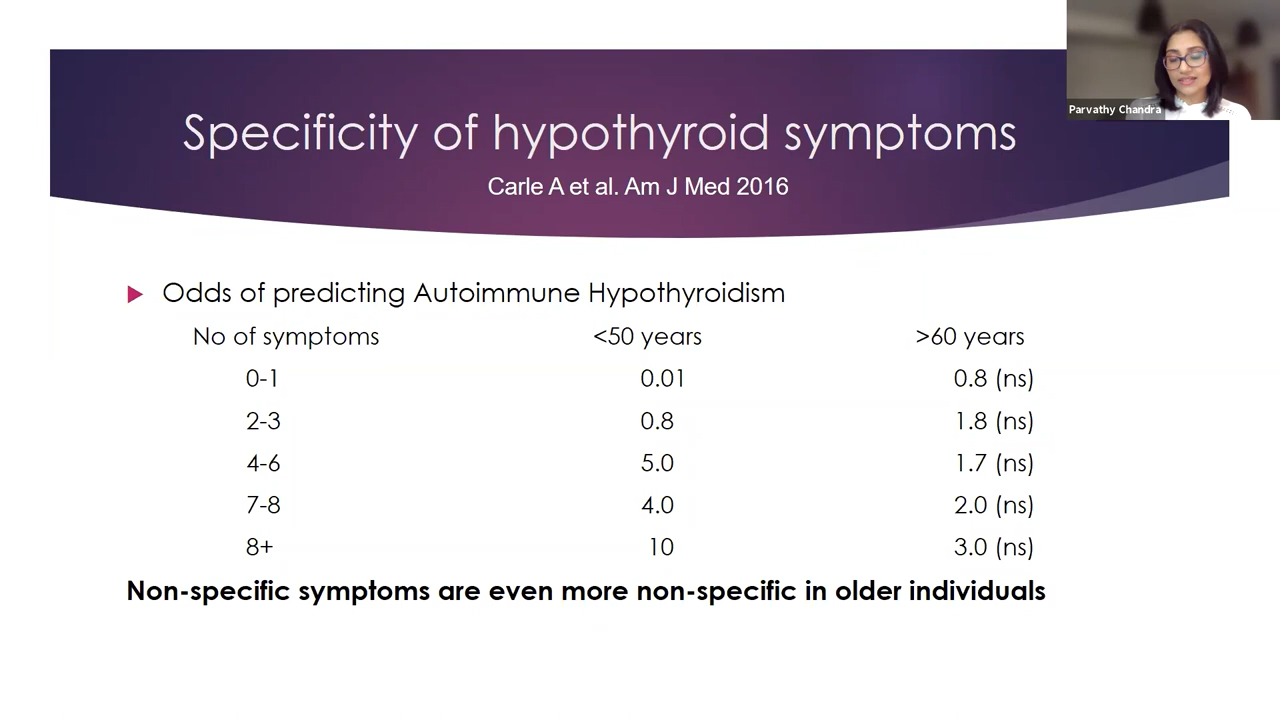 Specificity of hypothyroid symptoms
Carle A et al. Am J Med 2016
Parvathy Chandra
Odds of predicting Autoimmune Hypothyroidism
No of symptoms <50 years >60 years
0-1 0.01 0.8 (ns)
2-3 0.8 1.8 (ns)
4-6 5.0 1.7 (ns)
7-8 4.0 2.0 (ns)
8+ 10 3.0 (ns)
Non-specific symptoms are even more non-specific in older individuals